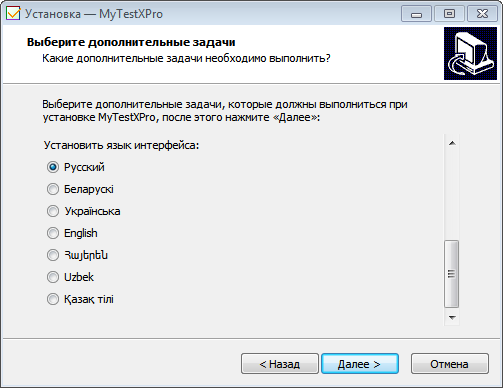 Установка — MyTestXPro
Выберите дополнительные задачи
Какие дополнительные задачи необходимо выполнить?
Выберите дополнительные задачи, которые должны выполниться при
установке MyTestXPro, после этого нажмите «Далее»:
Установить язык интерфейса:
Русский
Беларускі
Українська
English
Հայերեն
Uzbek
Қазақ тілі
< Назад
Далее >
Отмена